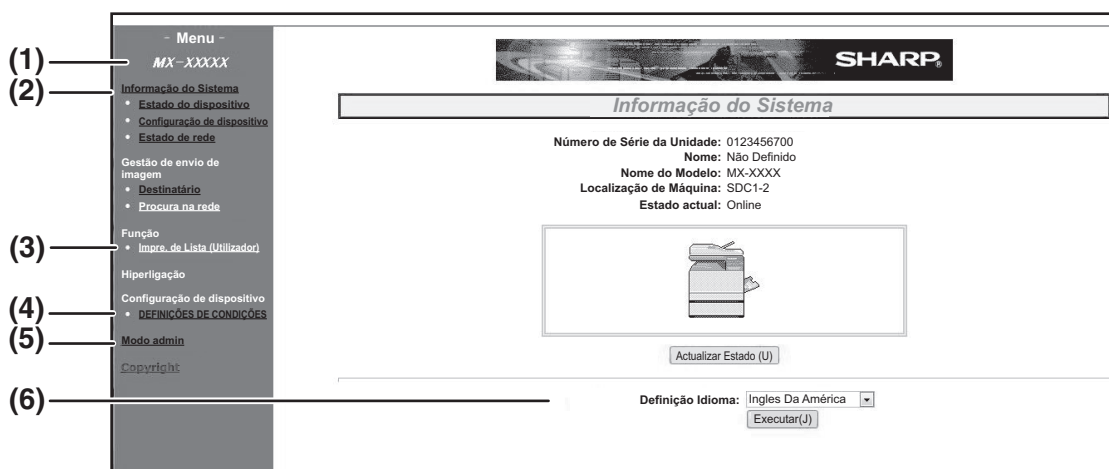 - Menu -
(1)
MX-XXXXX
(2)
Informação do Sistema
• Estado do dispositivo
• Configuração de dispositivo
• Estado de rede
Gestão de envio de
imagem
• Destinatário
• Procura na rede
Função
(3)
• Impre. de Lista (Utilizador)
Hiperligação
Configuração de dispositivo
(4)
• DEFINIÇÕES DE CONDIÇÕES
(5)
Modo admin
Copyright
(6)
SHARP®
Informação do Sistema
Número de Série da Unidade: 0123456700
Nome: Não Definido
Nome do Modelo: MX-XXXX
Localização de Máquina: SDC1-2
Estado actual: Online
Actualizar Estado (U)
Definição Idioma: Ingles Da América
Executar(J)